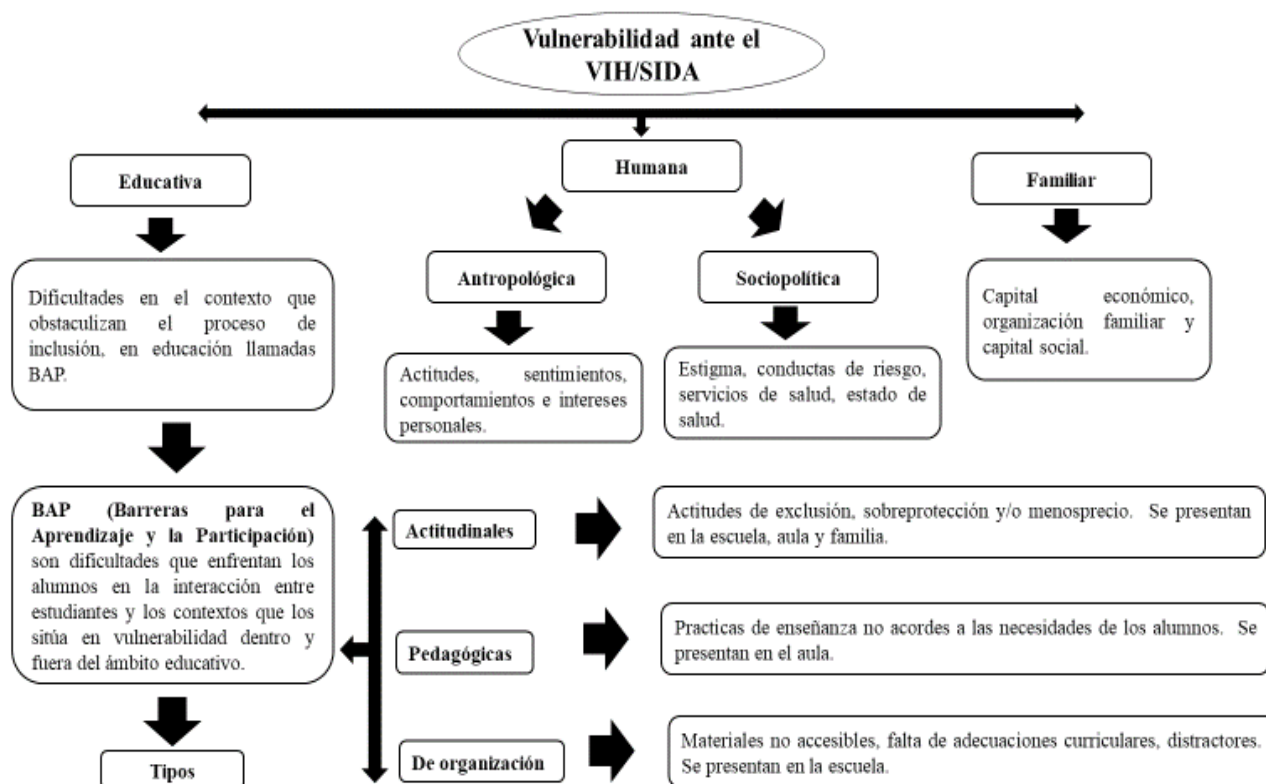 Vulnerabilidad ante el
VIH/SIDA
Educativa
Humana
Familiar
Antropológica
Sociopolítica
Dificultades en el contexto que
obstaculizan el proceso de
inclusión, en educación llamadas
BAP.
Actitudes, sentimientos,
comportamientos e intereses
personales.
Estigma, conductas de riesgo,
servicios de salud, estado de
salud.
Capital económico,
organización familiar y
capital social.
BAP (Barreras para el
Aprendizaje y la Participación)
son dificultades que enfrentan los
alumnos en la interacción entre
estudiantes y los contextos que los
sitúa en vulnerabilidad dentro y
fuera del ámbito educativo.
Tipos
Actitudinales
Actitudes de exclusión, sobreprotección y/o menosprecio. Se presentan
en la escuela, aula y familia.
Pedagógicas
Practicas de enseñanza no acordes a las necesidades de los alumnos. Se
presentan en el aula.
De organización
Materiales no accesibles, falta de adecuaciones curriculares, distractores.
Se presentan en la escuela.